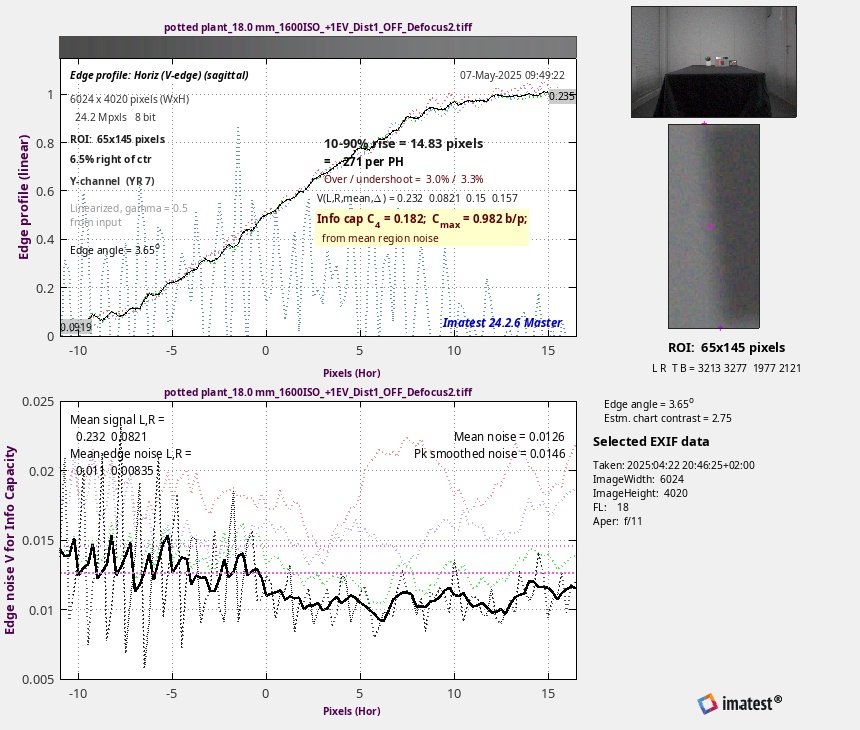 potted plant_18.0 mm_1600ISO_+1EV_Dist1_OFF_Defocus2.tiff
Edge profile: Horiz (V-edge) (sagittal)
07-May-2025 09:49:22
6024 x 4020 pixels (WxH)
24.2 Mpxls 8 bit
ROI: 65x145 pixels
6.5% right of ctr
Y-channel (YR7)
Linearized, gamma = 0.5
from input
Edge angle = 3.65⁰
10-90% rise = 14.83 pixels
= 271 per PH
Over / undershoot = 3.0% / 3.3%
V(L,R,mean,Δ) = 0.232 0.0821 0.15 0.157
Info cap C4 = 0.182; Cmax = 0.982 b/p;
from mean region noise
0.235
0.0919
Imatest 24.2.6 Master
Edge profile (linear)
1
0.8
0.6
0.4
0.2
0
-10 -5 0 5 10 15
Pixels (Hor)
potted plant_18.0 mm_1600ISO_+1EV_Dist1_OFF_Defocus2.tiff
Mean signal L,R =
0.232 0.0821
Mean edge noise L,R =
0.011 0.00835
Mean noise = 0.0126
Pk smoothed noise = 0.0146
Edge noise V for Info Capacity
0.025
0.02
0.015
0.01
0.005
-10 -5 0 5 10 15
Pixels (Hor)
ROI: 65x145 pixels
L R T B = 3213 3277 1977 2121
Edge angle = 3.65⁰
Estm. chart contrast = 2.75
Selected EXIF data
Taken: 2025:04:22 20:46:25+02:00
ImageWidth: 6024
ImageHeight: 4020
FL: 18
Aper: f/11
imatest®